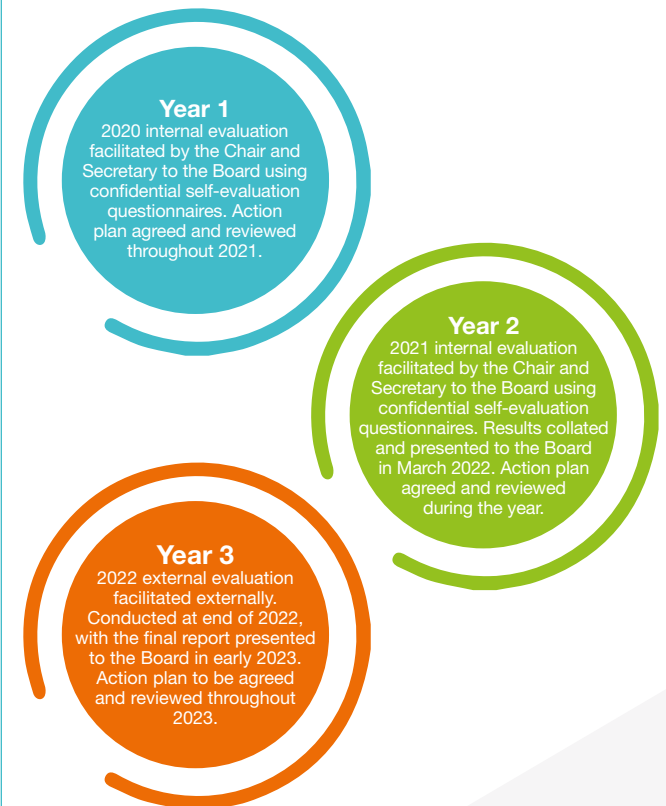 Year 1
2020 internal evaluation
facilitated by the Chair and
Secretary to the Board using
confidential self-evaluation
questionnaires. Action
plan agreed and reviewed
throughout 2021.
Year 2
2021 internal evaluation
facilitated by the Chair and
Secretary to the Board using
confidential self-evaluation
questionnaires. Results collated
and presented to the Board
in March 2022. Action plan
agreed and reviewed
during the year.
Year 3
2022 external evaluation
facilitated externally.
Conducted at end of 2022,
with the final report presented
to the Board in early 2023.
Action plan to be agreed
and reviewed throughout
2023.